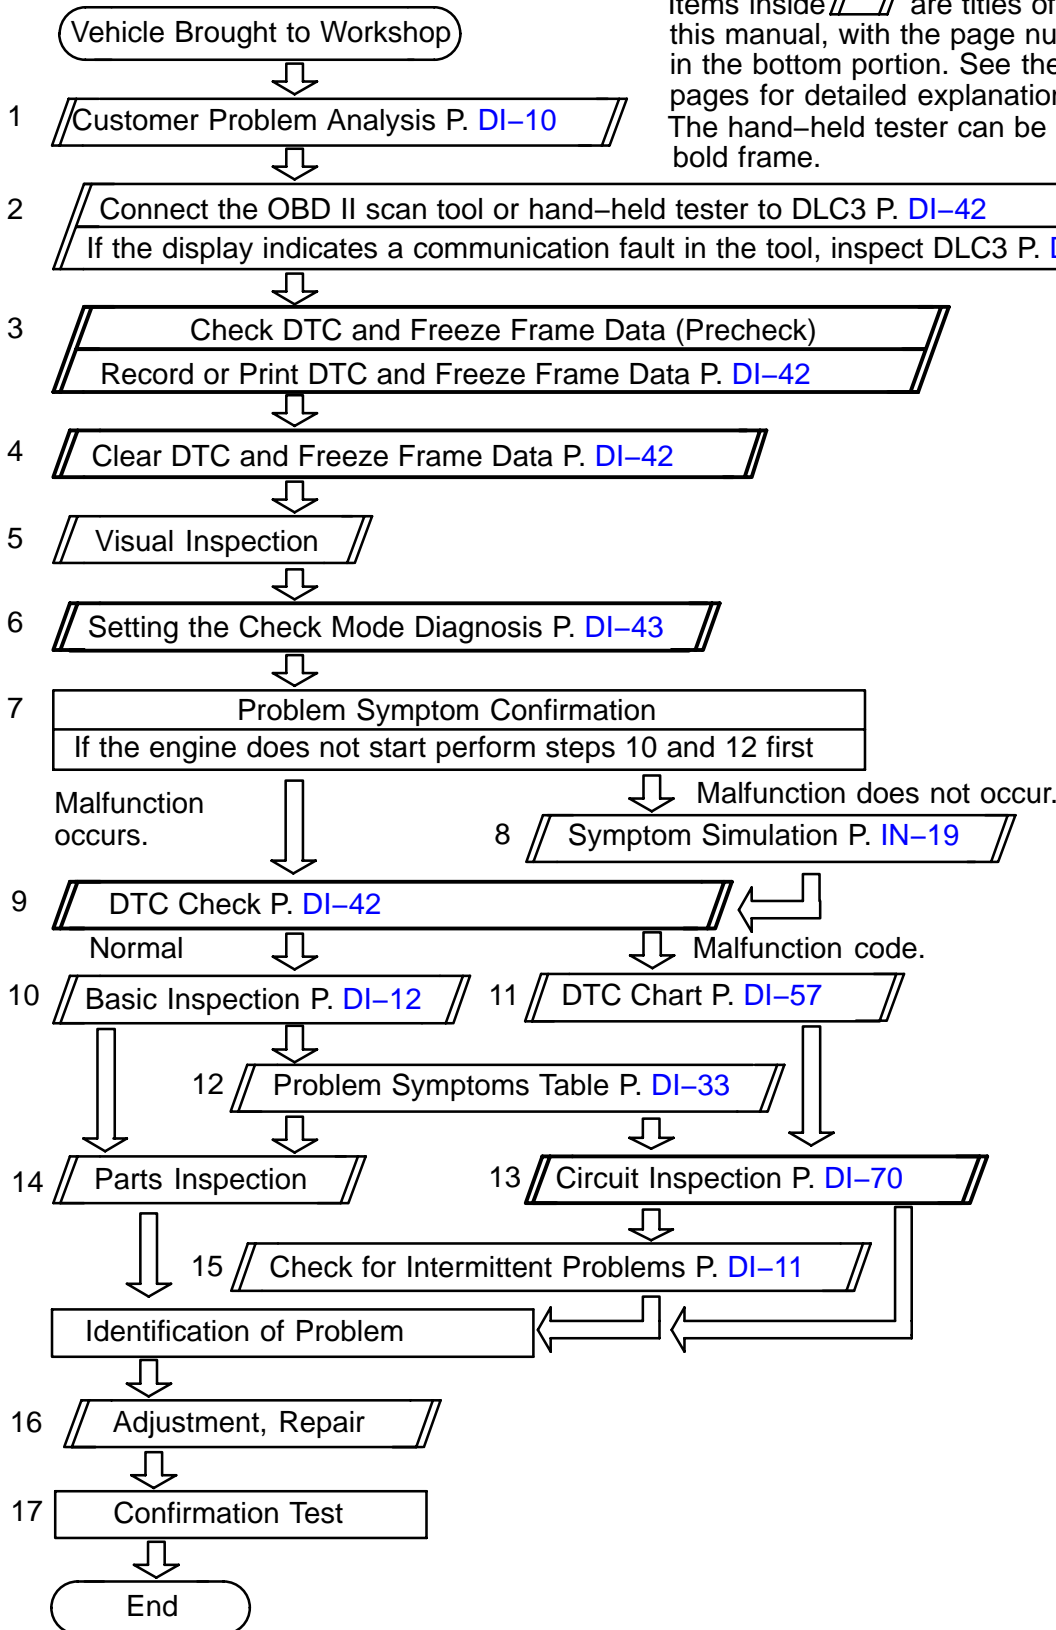 Items inside are titles of
this manual, with the page
in the bottom portion. See the
pages for detailed
The hand–held tester can be
bold frame.
Vehicle Brought to Workshop
1 Customer Problem Analysis P. DI–10
2 Connect the OBD II scan tool or hand–held tester to DLC3 P. DI–42
If the display indicates a communication fault in the tool, inspect DLC3 P.
3 Check DTC and Freeze Frame Data (Precheck)
Record or Print DTC and Freeze Frame Data P. DI–42
4 Clear DTC and Freeze Frame Data P. DI–42
5 Visual Inspection
6 Setting the Check Mode Diagnosis P. DI–43
7 Problem Symptom Confirmation
If the engine does not start perform steps 10 and 12 first
Malfunction
occurs.
Malfunction does not occur.
8 Symptom Simulation P. IN–19
9 DTC Check P. DI–42
Normal
Malfunction code.
10 Basic Inspection P. DI–12
11 DTC Chart P. DI–57
12 Problem Symptoms Table P. DI–33
14 Parts Inspection
13 Circuit Inspection P. DI–70
15 Check for Intermittent Problems P. DI–11
Identification of Problem
16 Adjustment, Repair
17 Confirmation Test
End